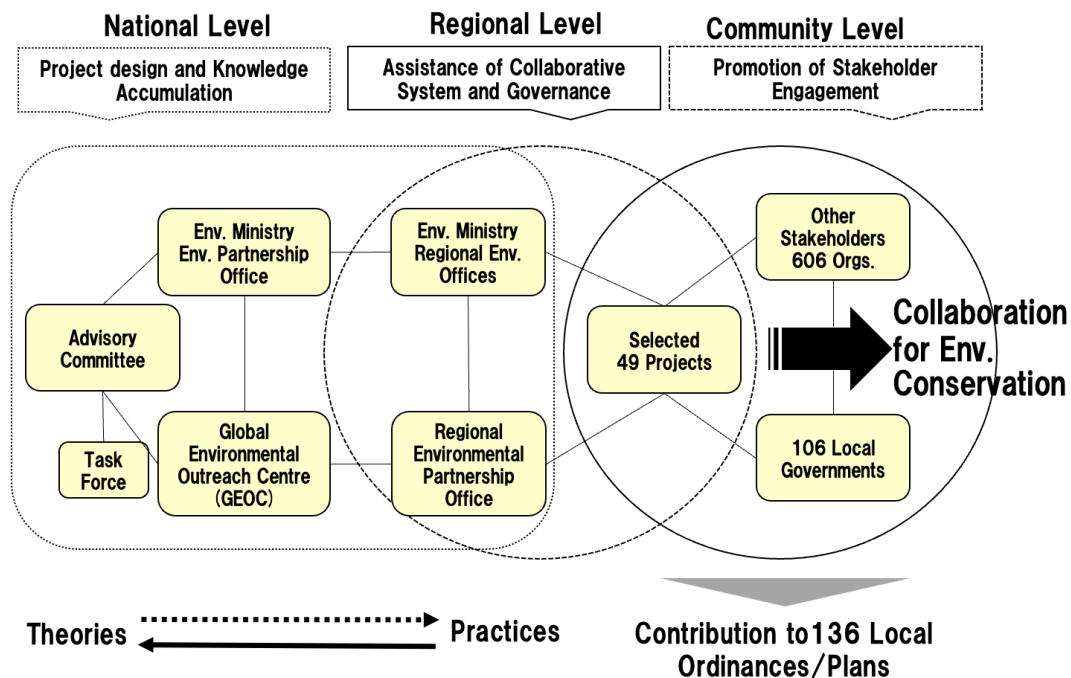 National Level
Project design and Knowledge
Accumulation
Regional Level
Assistance of Collaborative
System and Governance
Community Level
Promotion of Stakeholder
Engagement
Env. Ministry
Env. Partnership
Office
Env. Ministry
Regional Env.
Offices
Other
Stakeholders
606 Orgs.
Advisory
Committee
Selected
49 Projects
Collaboration
for Env.
Conservation
Task
Force
Global
Environmental
Outreach Centre
(GEOC)
Regional
Environmental
Partnership
Office
106 Local
Governments
Theories
Practices
Contribution to136 Local
Ordinances/Plans